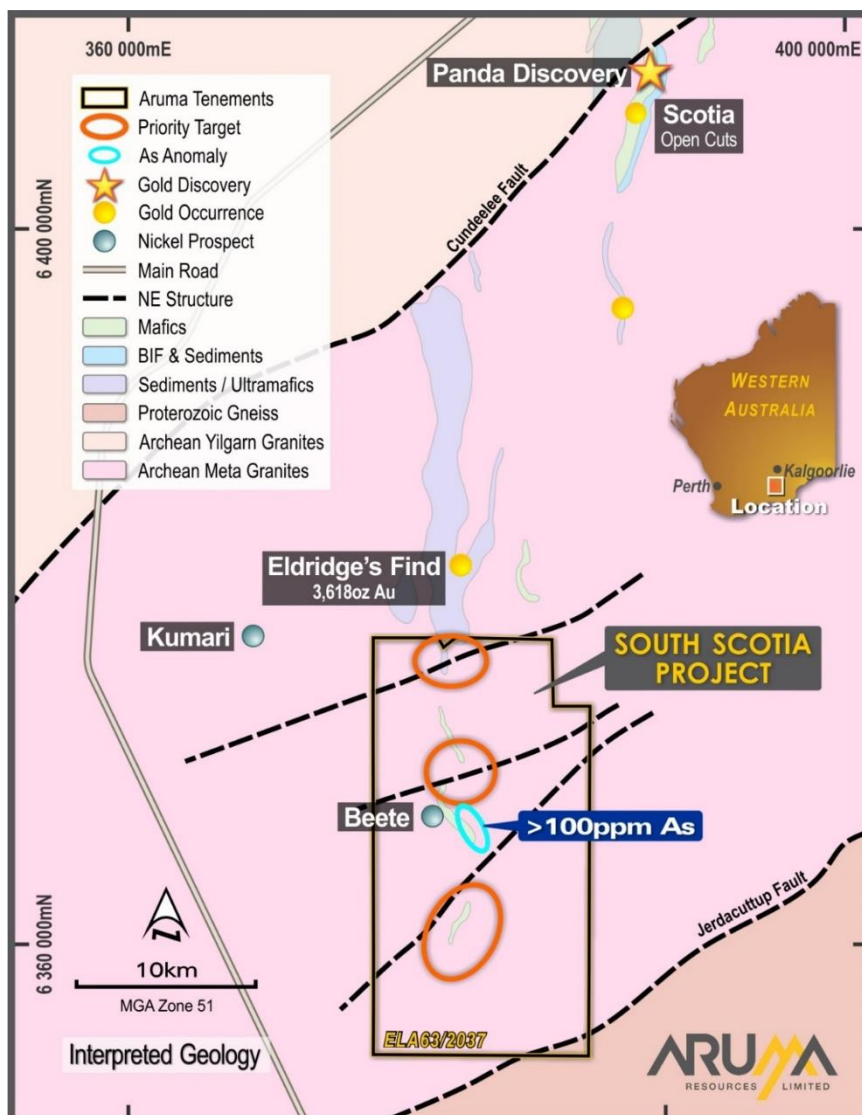 360 000mE
400 000mE
6 400 000mN
6 360 000mN
Aruma Tenements
Priority Target
As Anomaly
Gold Discovery
Gold Occurrence
Nickel Prospect
Main Road
NE Structure
Mafics
BIF & Sediments
Sediments / Ultramafics
Proterozoic Gneiss
Archean Yilgarn Granites
Archean Meta Granites
Panda Discovery
Scotia
Open Cuts
Cundeelee Fault
WESTERN
AUSTRALIA
Kalgoorlie
Perth
Location
Eldridge's Find
3,618oz Au
Kumari
SOUTH SCOTIA
PROJECT
Beete
>100ppm As
Jerdacuttup Fault
N
10km
MGA Zone 51
Interpreted Geology
ELA63/2037
ARUMA
RESOURCES LIMITED